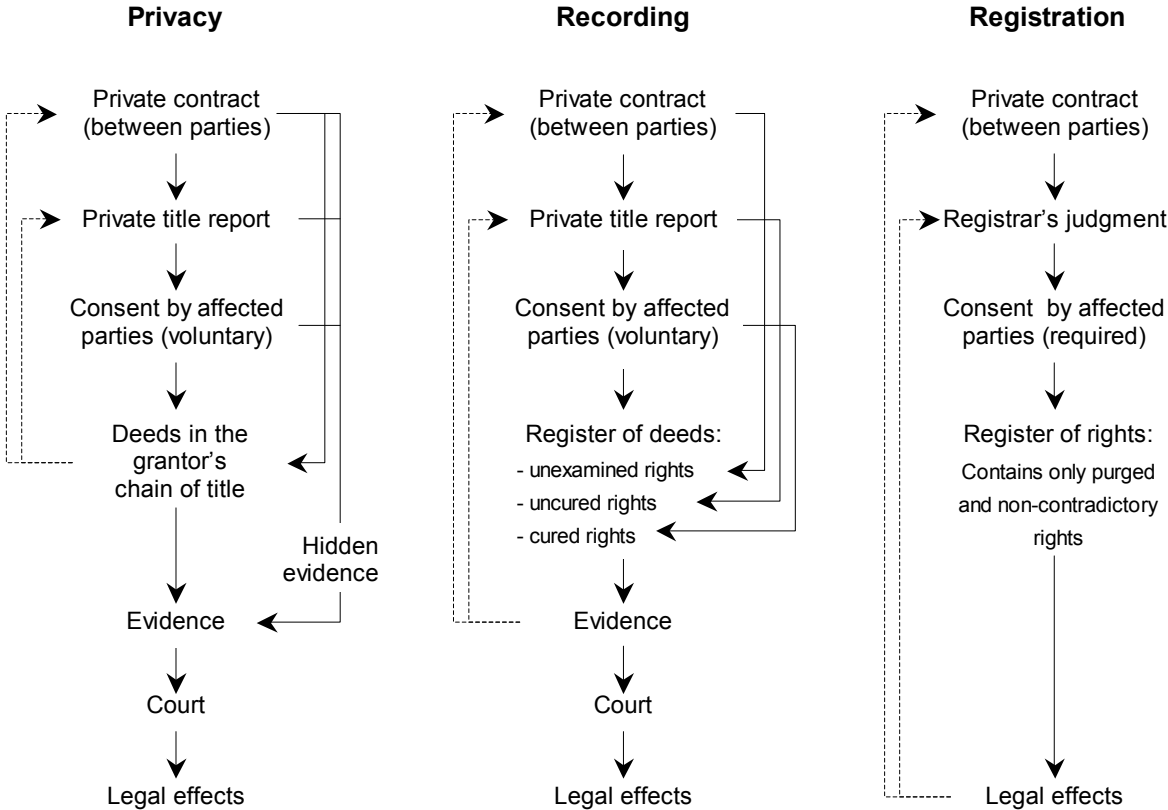 Privacy
Private contract
(between parties)
Private title report
Consent by affected
parties (voluntary)
Deeds in the
grantor's
chain of title
Hidden
evidence
Evidence
Court
Legal effects
Recording
Private contract
(between parties)
Private title report
Consent by affected
parties (voluntary)
Register of deeds:
- unexamined rights
- uncured rights
- cured rights
Evidence
Court
Legal effects
Registration
Private contract
(between parties)
Registrar's judgment
Consent by affected
parties (required)
Register of rights:
Contains only purged
and non-contradictory
rights
Legal effects